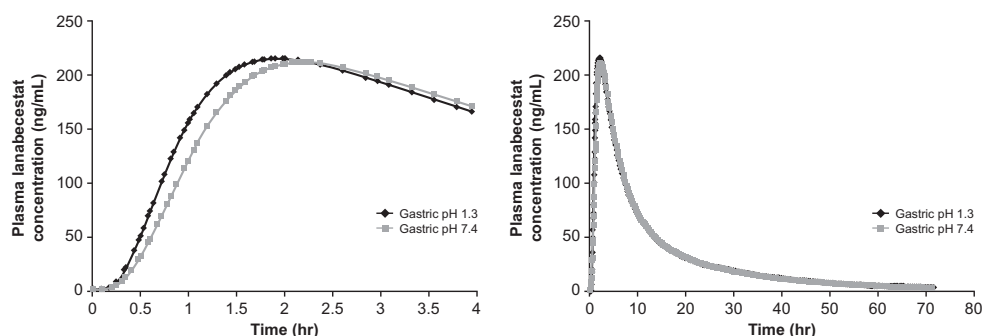 250
200
150
100
50
0
Plasma lanabecestat
concentration (ng/mL)
0 0.5 1 1.5 2 2.5 3 3.5 4
Time (hr)
Gastric pH 1.3
Gastric pH 7.4
250
200
150
100
50
0
Plasma lanabecestat
concentration (ng/mL)
0 10 20 30 40 50 60 70 80
Time (hr)
Gastric pH 1.3
Gastric pH 7.4